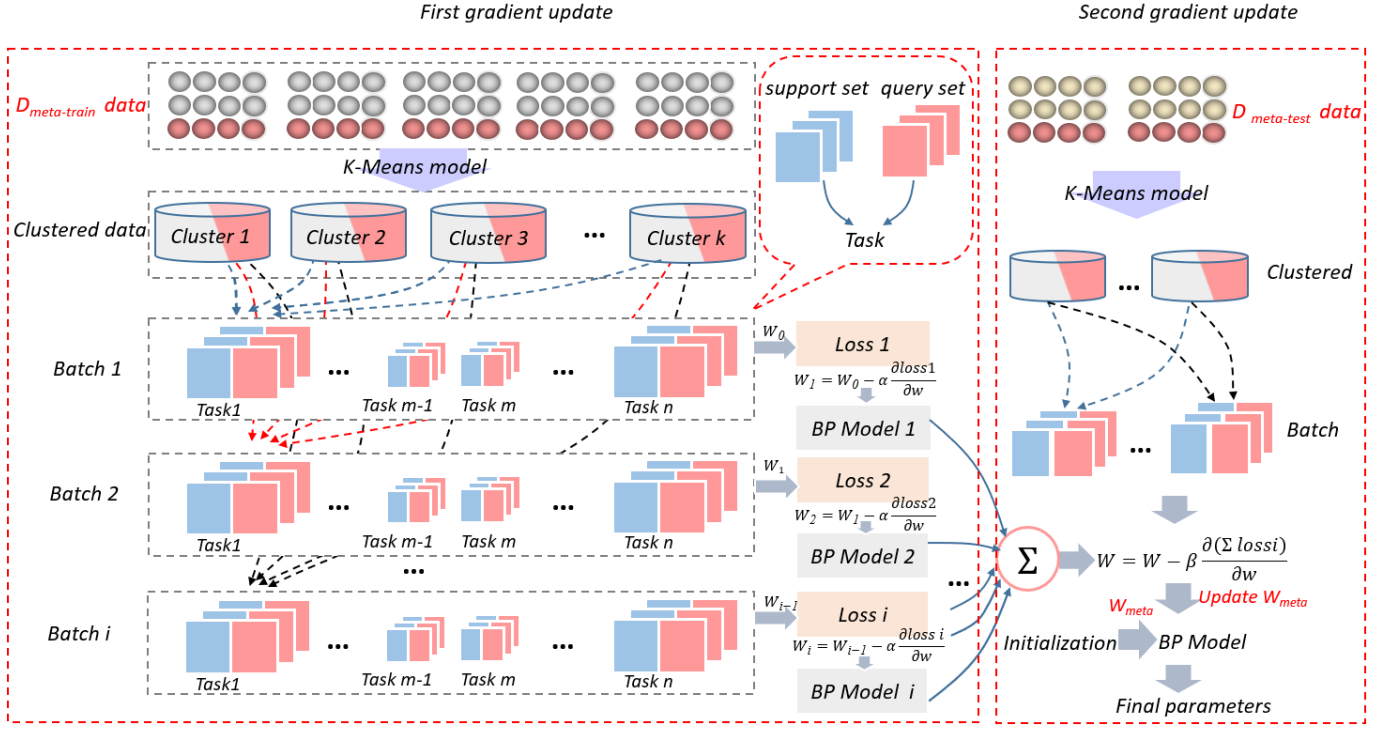 First gradient update
Second gradient update
D meta-train data
K-Means model
Clustered data
Cluster 1
Cluster 2
Cluster 3
...
Cluster k
support set
query set
Task
Batch 1
Task1
...
Task m-1
Task m
...
Task n
W0
Loss 1
W1 = W0 − α ∂loss1/∂w
BP Model 1
Batch 2
Task1
...
Task m-1
Task m
...
Task n
W1
Loss 2
W2 = W1 − α ∂loss2/∂w
BP Model 2
...
...
Batch i
Task1
...
Task m-1
Task m
...
Task n
Wi−1
Loss i
Wi = Wi−1 − α ∂loss i/∂w
BP Model i
Σ
D meta-test data
K-Means model
Clustered
...
Batch
...
W = W − β ∂(Σ lossi)/∂w
Wmeta
Update Wmeta
Initialization
BP Model
Final parameters